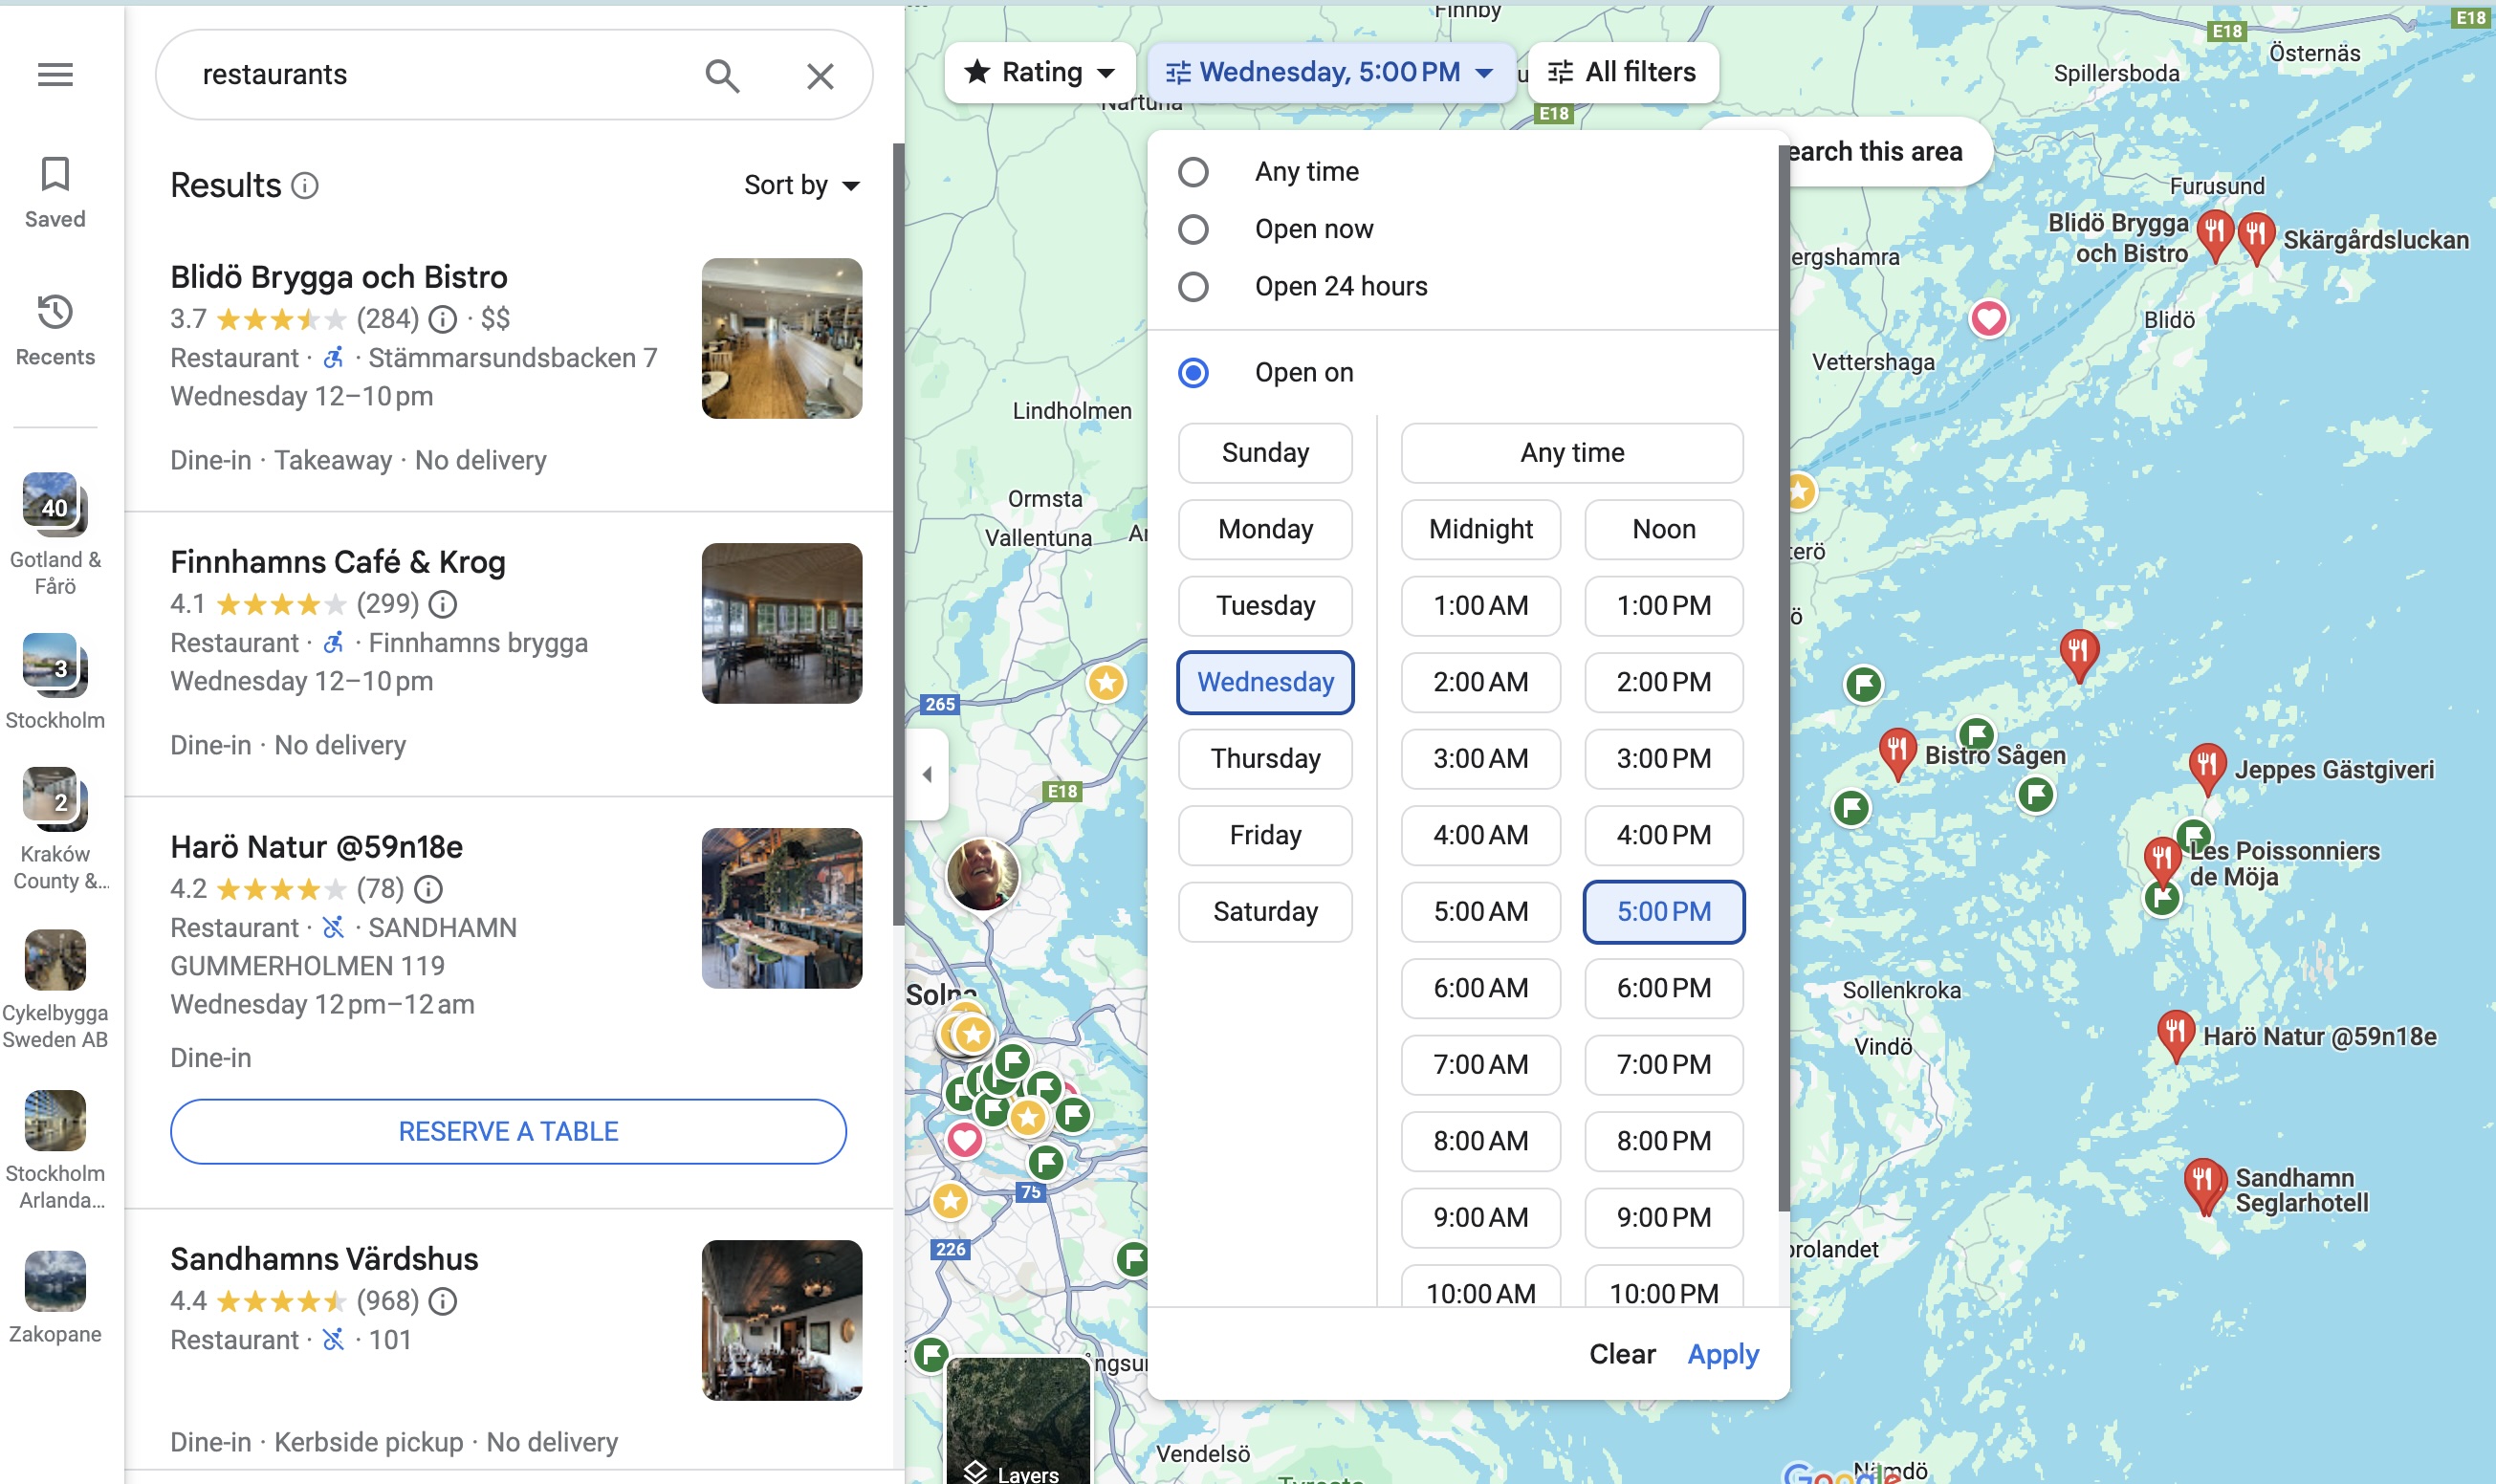 restaurants
Saved
Recents
40
Gotland &
Fårö
3
Stockholm
2
Kraków
County &...
Cykelbygga
Sweden AB
Stockholm
Arlanda...
Zakopane
Results
Sort by
Blidö Brygga och Bistro
3.7 (284) · $$
Restaurant · · Stämmarsundsbacken 7
Wednesday 12–10 pm
Dine-in · Takeaway · No delivery
Finnhamns Café & Krog
4.1 (299)
Restaurant · · Finnhamns brygga
Wednesday 12–10 pm
Dine-in · No delivery
Harö Natur @59n18e
4.2 (78)
Restaurant · · SANDHAMN
GUMMERHOLMEN 119
Wednesday 12 pm–12 am
Dine-in
RESERVE A TABLE
Sandhamns Värdshus
4.4 (968)
Restaurant · · 101
Dine-in · Kerbside pickup · No delivery
Rating
Wednesday, 5:00 PM
All filters
Any time
Open now
Open 24 hours
Open on
Sunday
Monday
Tuesday
Wednesday
Thursday
Friday
Saturday
Any time
Midnight Noon
1:00 AM 1:00 PM
2:00 AM 2:00 PM
3:00 AM 3:00 PM
4:00 AM 4:00 PM
5:00 AM 5:00 PM
6:00 AM 6:00 PM
7:00 AM 7:00 PM
8:00 AM 8:00 PM
9:00 AM 9:00 PM
10:00 AM 10:00 PM
Clear Apply
earch this area
Finnby
Närtuna
E18
E18
E18
Östernäs
Spillersboda
Furusund
Blidö Brygga
och Bistro
Skärgårdsluckan
ergshamra
Blidö
Vettershaga
Lindholmen
Ormsta
Vallentuna
265
E18
Bistro Sågen
Jeppes Gästgiveri
Les Poissonniers
de Möja
Solna
Sollenkroka
Vindö
Harö Natur @59n18e
Sandhamn
Seglarhotell
75
226
orolandet
ängsun
Vendelsö
Layers
Google
Nämdö